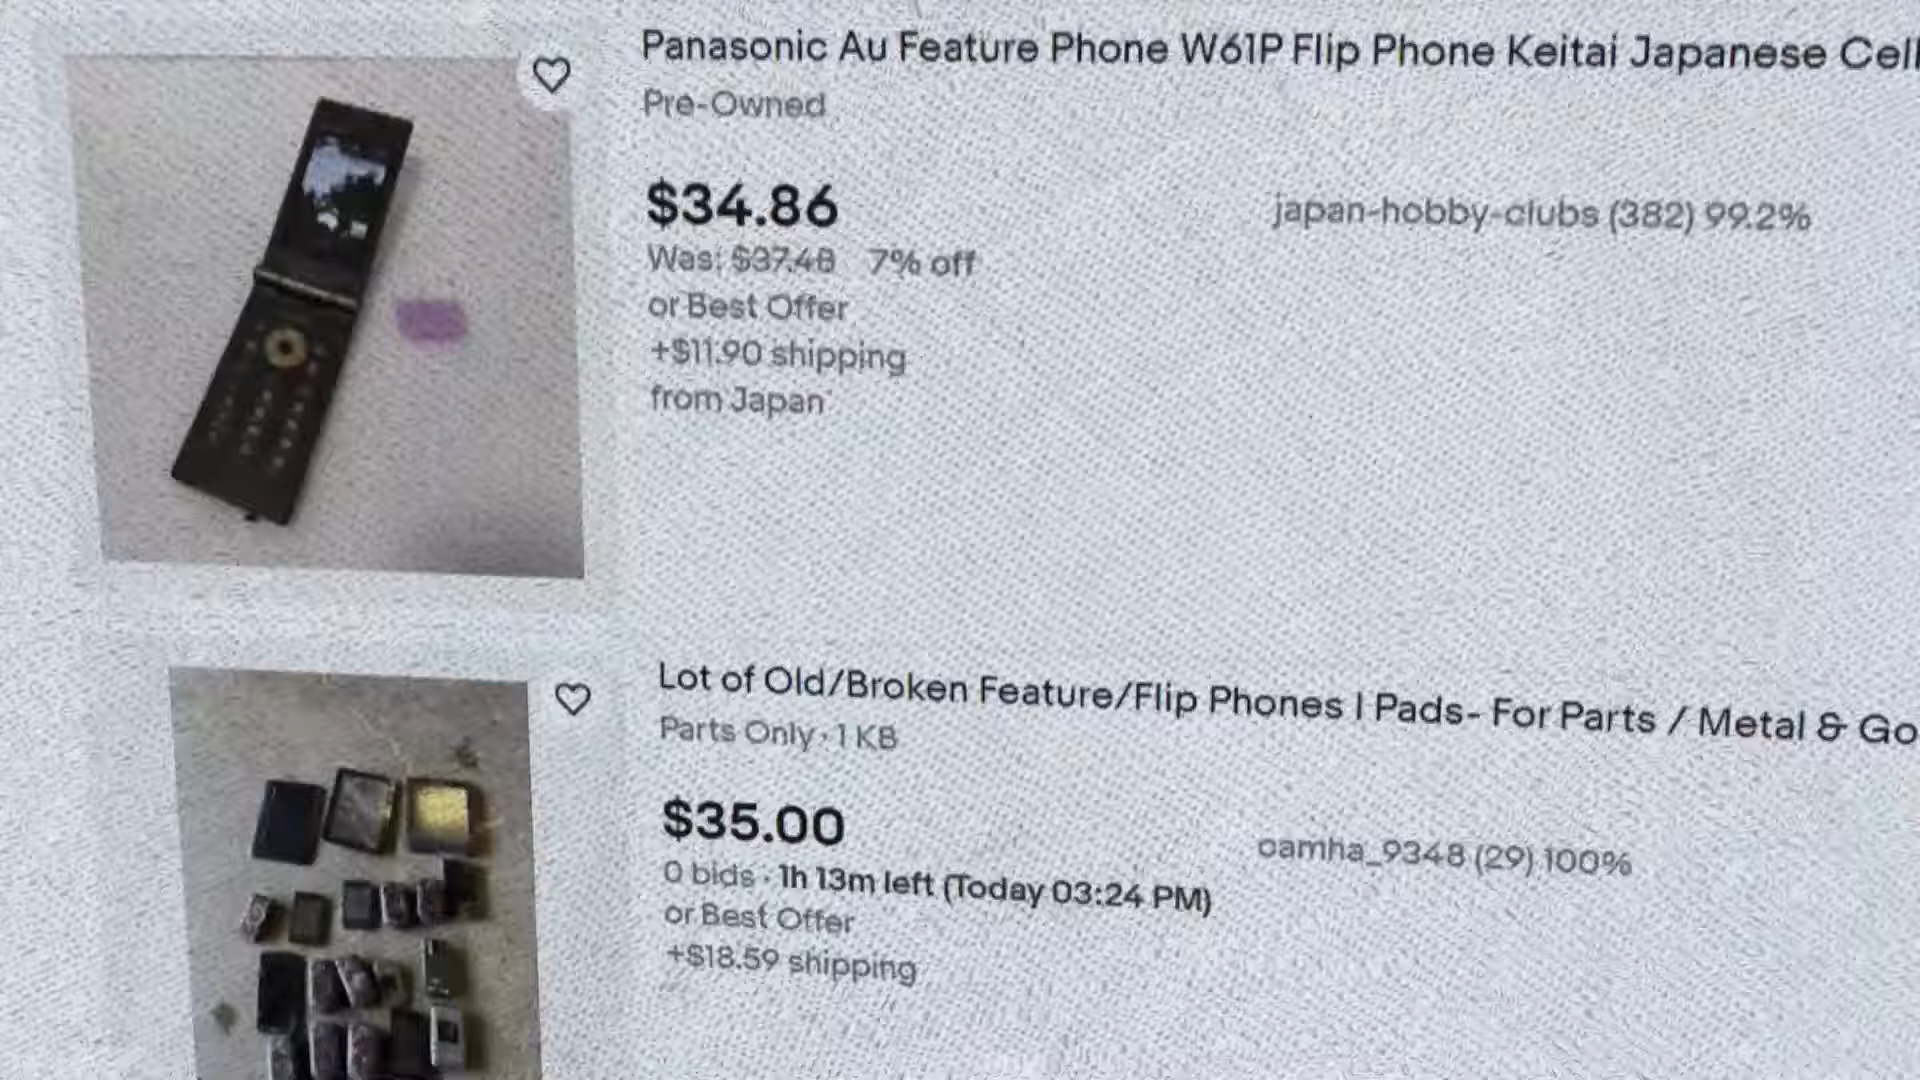 Panasonic Au Feature Phone W61P Flip Phone Keitai Japanese Cell
Pre-Owned
$34.86
japan-hobby-clubs (382) 99.2%
Was: $37.48 7% off
or Best Offer
+$11.90 shipping
from Japan
Lot of Old/Broken Feature/Flip Phones I Pads- For Parts / Metal & Go
Parts Only · 1 KB
$35.00
oamha_9348 (29) 100%
0 bids · 1h 13m left (Today 03:24 PM)
or Best Offer
+$18.59 shipping